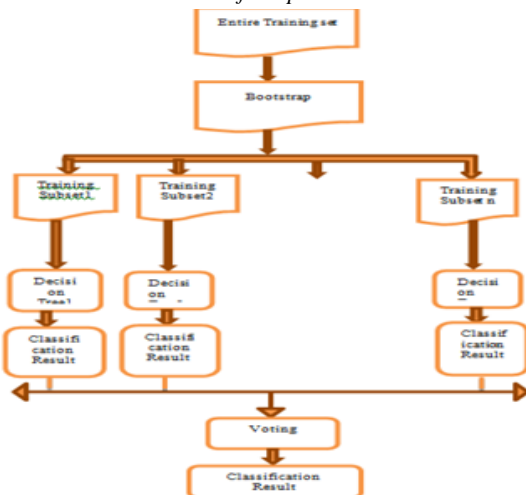 Entire Training set
Bootstrap
Training
Subset1
Training
Subset2
Training
Subset n
Decisi
on
Tree1
Decisi
on
Decisi
on
Classifi
cation
Result
Classifi
cation
Result
Classif
ication
Result
Voting
Classification
Result